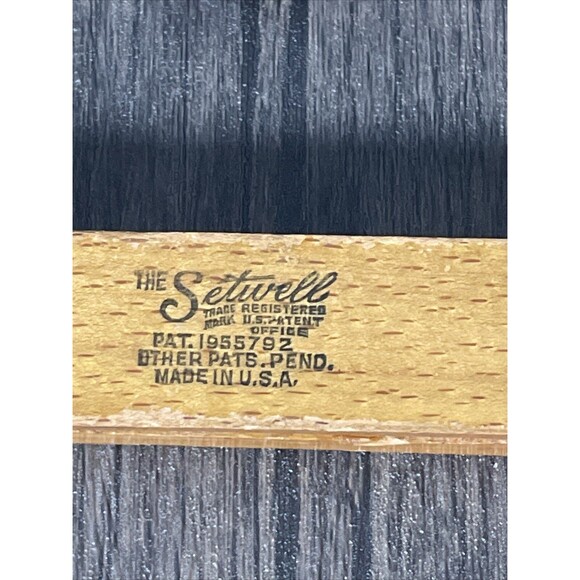 THE Setwell
TRADE REGISTERED
MARK U.S. PATENT
OFFICE
PAT. 1955792
OTHER PATS. PEND.
MADE IN U.S.A.